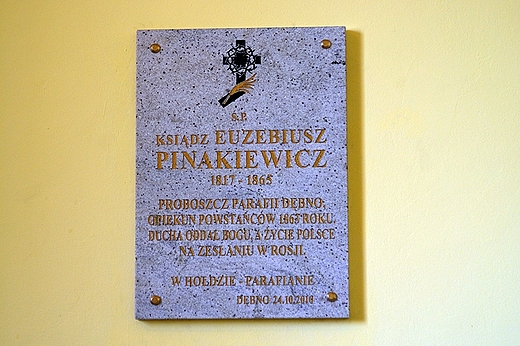 Ś.P.
KSIĄDZ EUZEBIUSZ
PINAKIEWICZ
1817 - 1865
PROBOSZCZ PARAFII DĘBNO,
OPIEKUN POWSTAŃCÓW 1863 ROKU.
DUCHA ODDAŁ BOGU, A ŻYCIE POLSCE
NA ZESŁANIU W ROSJI.
W HOŁDZIE - PARAFIANIE
DĘBNO 24.10.2010